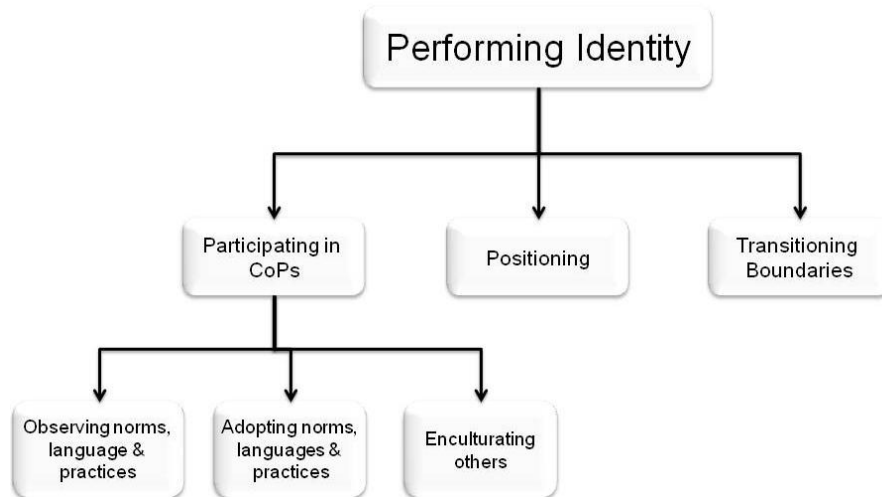 Performing Identity
Participating in
CoPs
Positioning
Transitioning
Boundaries
Observing norms,
language &
practices
Adopting norms,
languages &
practices
Enculturating
others